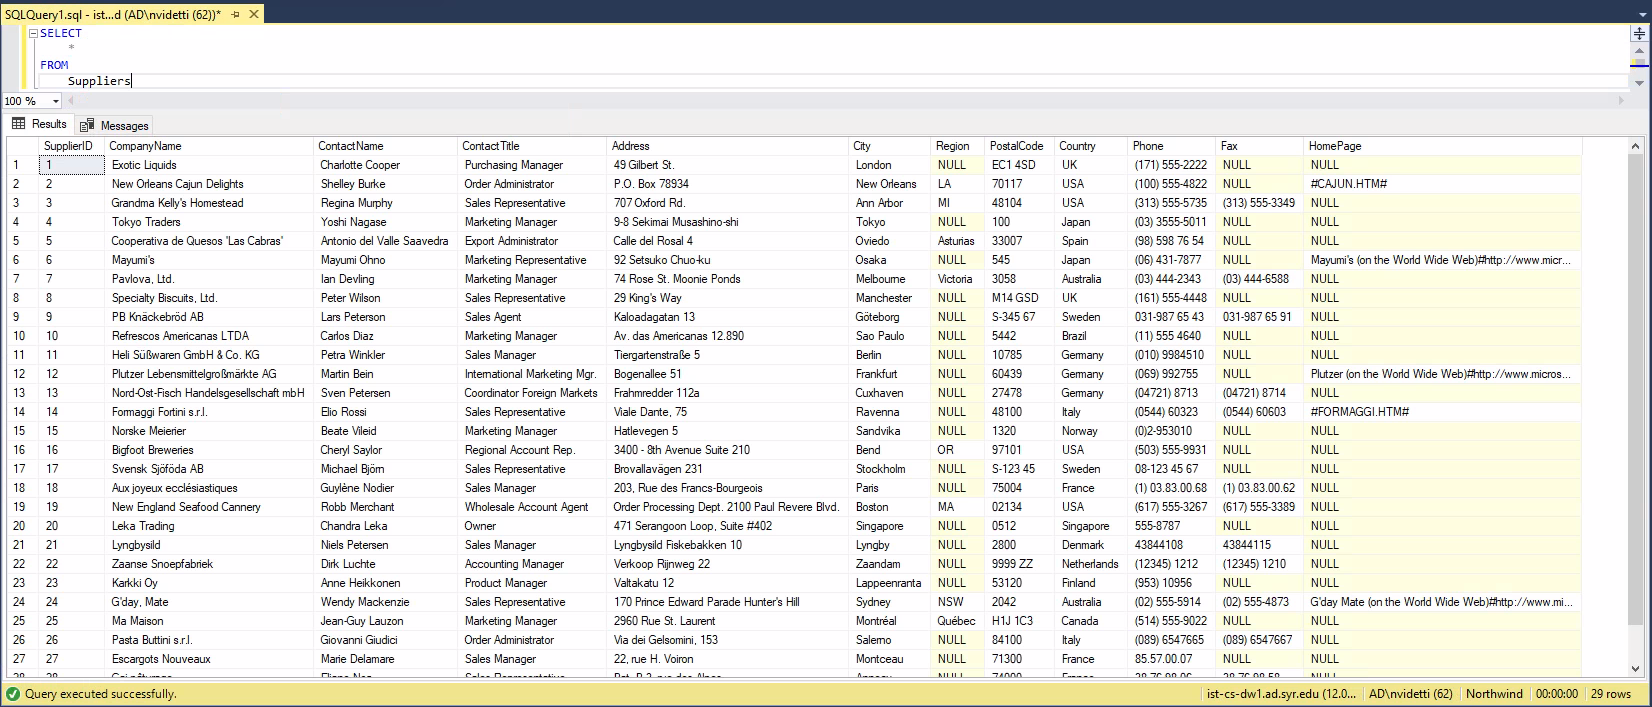 SQLQuery1.sql - ist...d (AD\nvidetti (62))*
SELECT
*
FROM
Suppliers
100 %
Results Messages
SupplierID CompanyName ContactName ContactTitle Address City Region PostalCode Country Phone Fax HomePage
1 1 Exotic Liquids Charlotte Cooper Purchasing Manager 49 Gilbert St. London NULL EC1 4SD UK (171) 555-2222 NULL NULL
2 2 New Orleans Cajun Delights Shelley Burke Order Administrator P.O. Box 78934 New Orleans LA 70117 USA (100) 555-4822 NULL #CAJUN.HTM#
3 3 Grandma Kelly's Homestead Regina Murphy Sales Representative 707 Oxford Rd. Ann Arbor MI 48104 USA (313) 555-5735 (313) 555-3349 NULL
4 4 Tokyo Traders Yoshi Nagase Marketing Manager 9-8 Sekimai Musashino-shi Tokyo NULL 100 Japan (03) 3555-5011 NULL NULL
5 5 Cooperativa de Quesos 'Las Cabras' Antonio del Valle Saavedra Export Administrator Calle del Rosal 4 Oviedo Asturias 33007 Spain (98) 598 76 54 NULL NULL
6 6 Mayumi's Mayumi Ohno Marketing Representative 92 Setsuko Chuo-ku Osaka NULL 545 Japan (06) 431-7877 NULL Mayumi's (on the World Wide Web)#http://www.micr...
7 7 Pavlova, Ltd. Ian Devling Marketing Manager 74 Rose St. Moonie Ponds Melbourne Victoria 3058 Australia (03) 444-2343 (03) 444-6588 NULL
8 8 Specialty Biscuits, Ltd. Peter Wilson Sales Representative 29 King's Way Manchester NULL M14 GSD UK (161) 555-4448 NULL NULL
9 9 PB Knäckebröd AB Lars Peterson Sales Agent Kaloadagatan 13 Göteborg NULL S-345 67 Sweden 031-987 65 43 031-987 65 91 NULL
10 10 Refrescos Americanas LTDA Carlos Diaz Marketing Manager Av. das Americanas 12.890 Sao Paulo NULL 5442 Brazil (11) 555 4640 NULL NULL
11 11 Heli Süßwaren GmbH & Co. KG Petra Winkler Sales Manager Tiergartenstraße 5 Berlin NULL 10785 Germany (010) 9984510 NULL NULL
12 12 Plutzer Lebensmittelgroßmärkte AG Martin Bein International Marketing Mgr. Bogenallee 51 Frankfurt NULL 60439 Germany (069) 992755 NULL Plutzer (on the World Wide Web)#http://www.micros...
13 13 Nord-Ost-Fisch Handelsgesellschaft mbH Sven Petersen Coordinator Foreign Markets Frahmredder 112a Cuxhaven NULL 27478 Germany (04721) 8713 (04721) 8714 NULL
14 14 Formaggi Fortini s.r.l. Elio Rossi Sales Representative Viale Dante, 75 Ravenna NULL 48100 Italy (0544) 60323 (0544) 60603 #FORMAGGI.HTM#
15 15 Norske Meierier Beate Vileid Marketing Manager Hatlevegen 5 Sandvika NULL 1320 Norway (0)2-953010 NULL NULL
16 16 Bigfoot Breweries Cheryl Saylor Regional Account Rep. 3400 - 8th Avenue Suite 210 Bend OR 97101 USA (503) 555-9931 NULL NULL
17 17 Svensk Sjöföda AB Michael Björn Sales Representative Brovallavägen 231 Stockholm NULL S-123 45 Sweden 08-123 45 67 NULL NULL
18 18 Aux joyeux ecclésiastiques Guylène Nodier Sales Manager 203, Rue des Francs-Bourgeois Paris NULL 75004 France (1) 03.83.00.68 (1) 03.83.00.62 NULL
19 19 New England Seafood Cannery Robb Merchant Wholesale Account Agent Order Processing Dept. 2100 Paul Revere Blvd. Boston MA 02134 USA (617) 555-3267 (617) 555-3389 NULL
20 20 Leka Trading Chandra Leka Owner 471 Serangoon Loop, Suite #402 Singapore NULL 0512 Singapore 555-8787 NULL NULL
21 21 Lyngbysild Niels Petersen Sales Manager Lyngbysild Fiskebakken 10 Lyngby NULL 2800 Denmark 43844108 43844115 NULL
22 22 Zaanse Snoepfabriek Dirk Luchte Accounting Manager Verkoop Rijnweg 22 Zaandam NULL 9999 ZZ Netherlands (12345) 1212 (12345) 1210 NULL
23 23 Karkki Oy Anne Heikkonen Product Manager Valtakatu 12 Lappeenranta NULL 53120 Finland (953) 10956 NULL NULL
24 24 G'day, Mate Wendy Mackenzie Sales Representative 170 Prince Edward Parade Hunter's Hill Sydney NSW 2042 Australia (02) 555-5914 (02) 555-4873 G'day Mate (on the World Wide Web)#http://www.mi...
25 25 Ma Maison Jean-Guy Lauzon Marketing Manager 2960 Rue St. Laurent Montréal Québec H1J 1C3 Canada (514) 555-9022 NULL NULL
26 26 Pasta Buttini s.r.l. Giovanni Giudici Order Administrator Via dei Gelsomini, 153 Salerno NULL 84100 Italy (089) 6547665 (089) 6547667 NULL
27 27 Escargots Nouveaux Marie Delamare Sales Manager 22, rue H. Voiron Montceau NULL 71300 France 85.57.00.07 NULL NULL
Query executed successfully. ist-cs-dw1.ad.syr.edu (12.0... AD\nvidetti (62) Northwind 00:00:00 29 rows